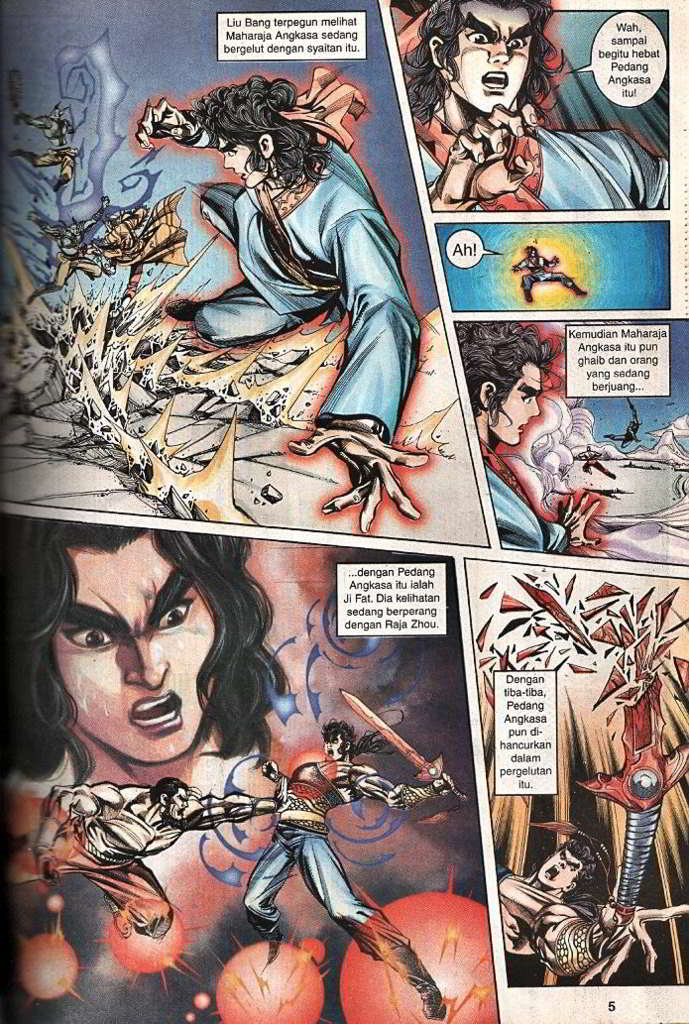 Liu Bang terpegun melihat
Maharaja Angkasa sedang
bergelut dengan syaitan itu.
Wah,
sampai
begitu hebat
Pedang
Angkasa
itu!
Ah!
Kemudian Maharaja
Angkasa itu pun
ghaib dan orang
yang sedang
berjuang...
...dengan Pedang
Angkasa itu ialah
Ji Fat. Dia kelihatan
sedang berperang
dengan Raja Zhou.
Dengan
tiba-tiba,
Pedang
Angkasa
pun di-
hancurkan
dalam
pergelutan
itu.
5